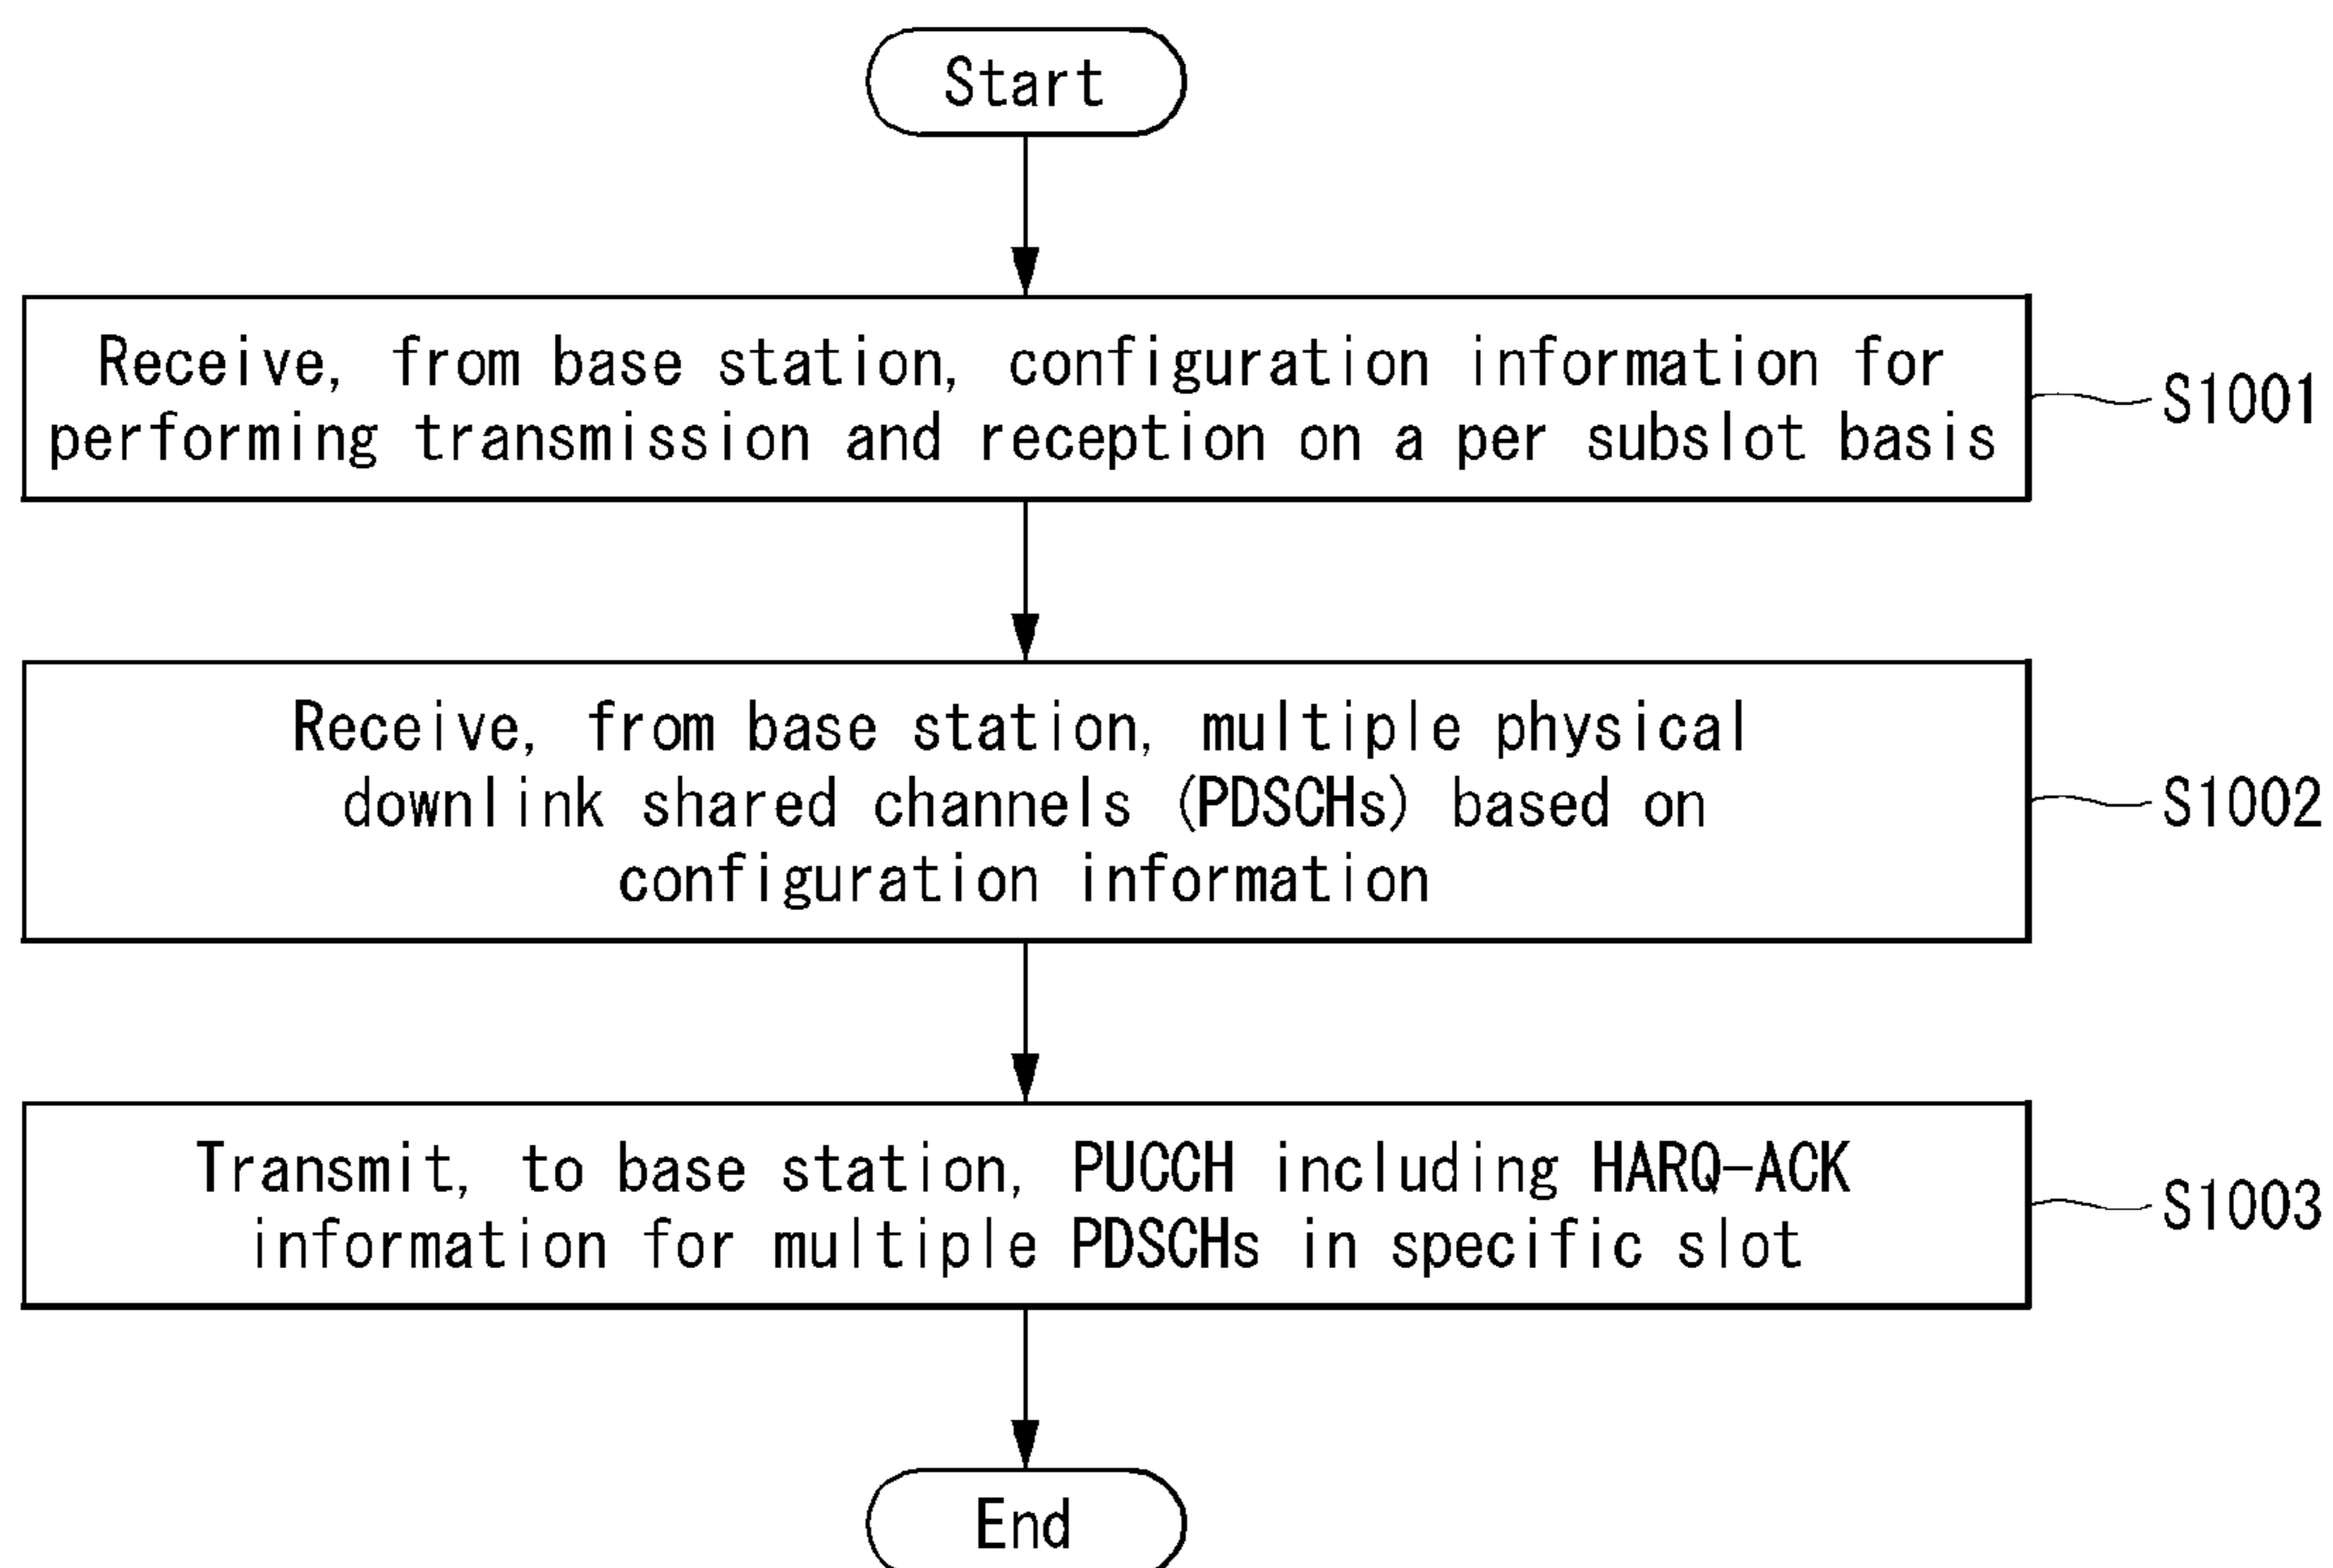 Start
Receive, from base station, configuration information for
performing transmission and reception on a per subslot basis
S1001
Receive, from base station, multiple physical
downlink shared channels (PDSCHs) based on
configuration information
S1002
Transmit, to base station, PUCCH including HARQ-ACK
information for multiple PDSCHs in specific slot
S1003
End